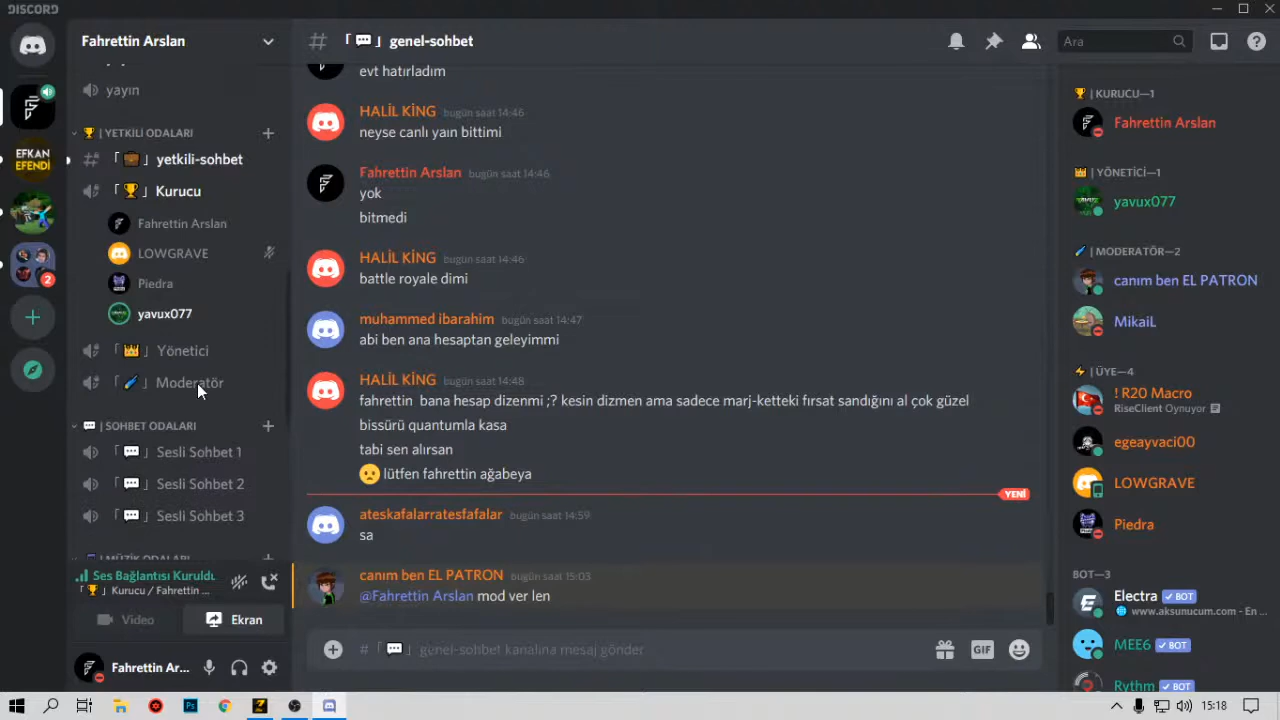 DISCORD
Fahrettin Arslan
yayın
🏆 | YETKİLİ ODALARI
「💼」yetkili-sohbet
「🏆」Kurucu
Fahrettin Arslan
LOWGRAVE
Piedra
yavux077
「👑」Yönetici
「🖊」Moderatör
💬 | SOHBET ODALARI
「💬」Sesli Sohbet 1
「💬」Sesli Sohbet 2
「💬」Sesli Sohbet 3
| MÜZİK ODALARI
Ses Bağlantısı Kuruldu
「🏆」Kurucu / Fahrettin ...
Video
Ekran
Fahrettin Ar...
EFKAN
EFENDİ
2
# 「💬」genel-sohbet
Ara
evt hatırladım
HALİL KİNG bugün saat 14:46
neyse canlı yaın bittimi
Fahrettin Arslan bugün saat 14:46
yok
bitmedi
HALİL KİNG bugün saat 14:46
battle royale dimi
muhammed ibarahim bugün saat 14:47
abi ben ana hesaptan geleyimmi
HALİL KİNG bugün saat 14:48
fahrettin bana hesap dizenmi ;? kesin dizmen ama sadece marj-ketteki fırsat sandığını al çok güzel
bissürü quantumla kasa
tabi sen alırsan
🙁 lütfen fahrettin ağabeya
YENİ
ateskafalarratesfafalar bugün saat 14:59
sa
canım ben EL PATRON bugün saat 15:03
@Fahrettin Arslan mod ver len
# 「💬」genel-sohbet kanalına mesaj gönder
GIF
🏆 | KURUCU—1
Fahrettin Arslan
👑 | YÖNETİCİ—1
yavux077
🖊 | MODERATÖR—2
canım ben EL PATRON
MikaiL
⚡ | ÜYE—4
! R20 Macro
RiseClient Oynuyor
egeayvaci00
LOWGRAVE
Piedra
BOT—3
Electra ✓ BOT
www.aksunucum.com - En ...
MEE6 ✓ BOT
Rythm ✓ BOT
Ps
15:18